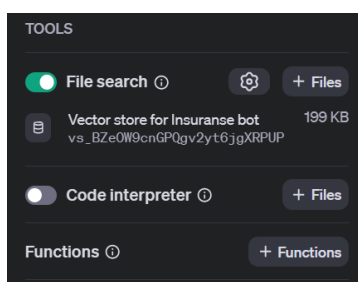 TOOLS
File search
+ Files
Vector store for Insuranse bot
199 KB
vs_BZeOW9cnGPQgv2yt6jgXRPUP
Code interpreter
+ Files
Functions
+ Functions